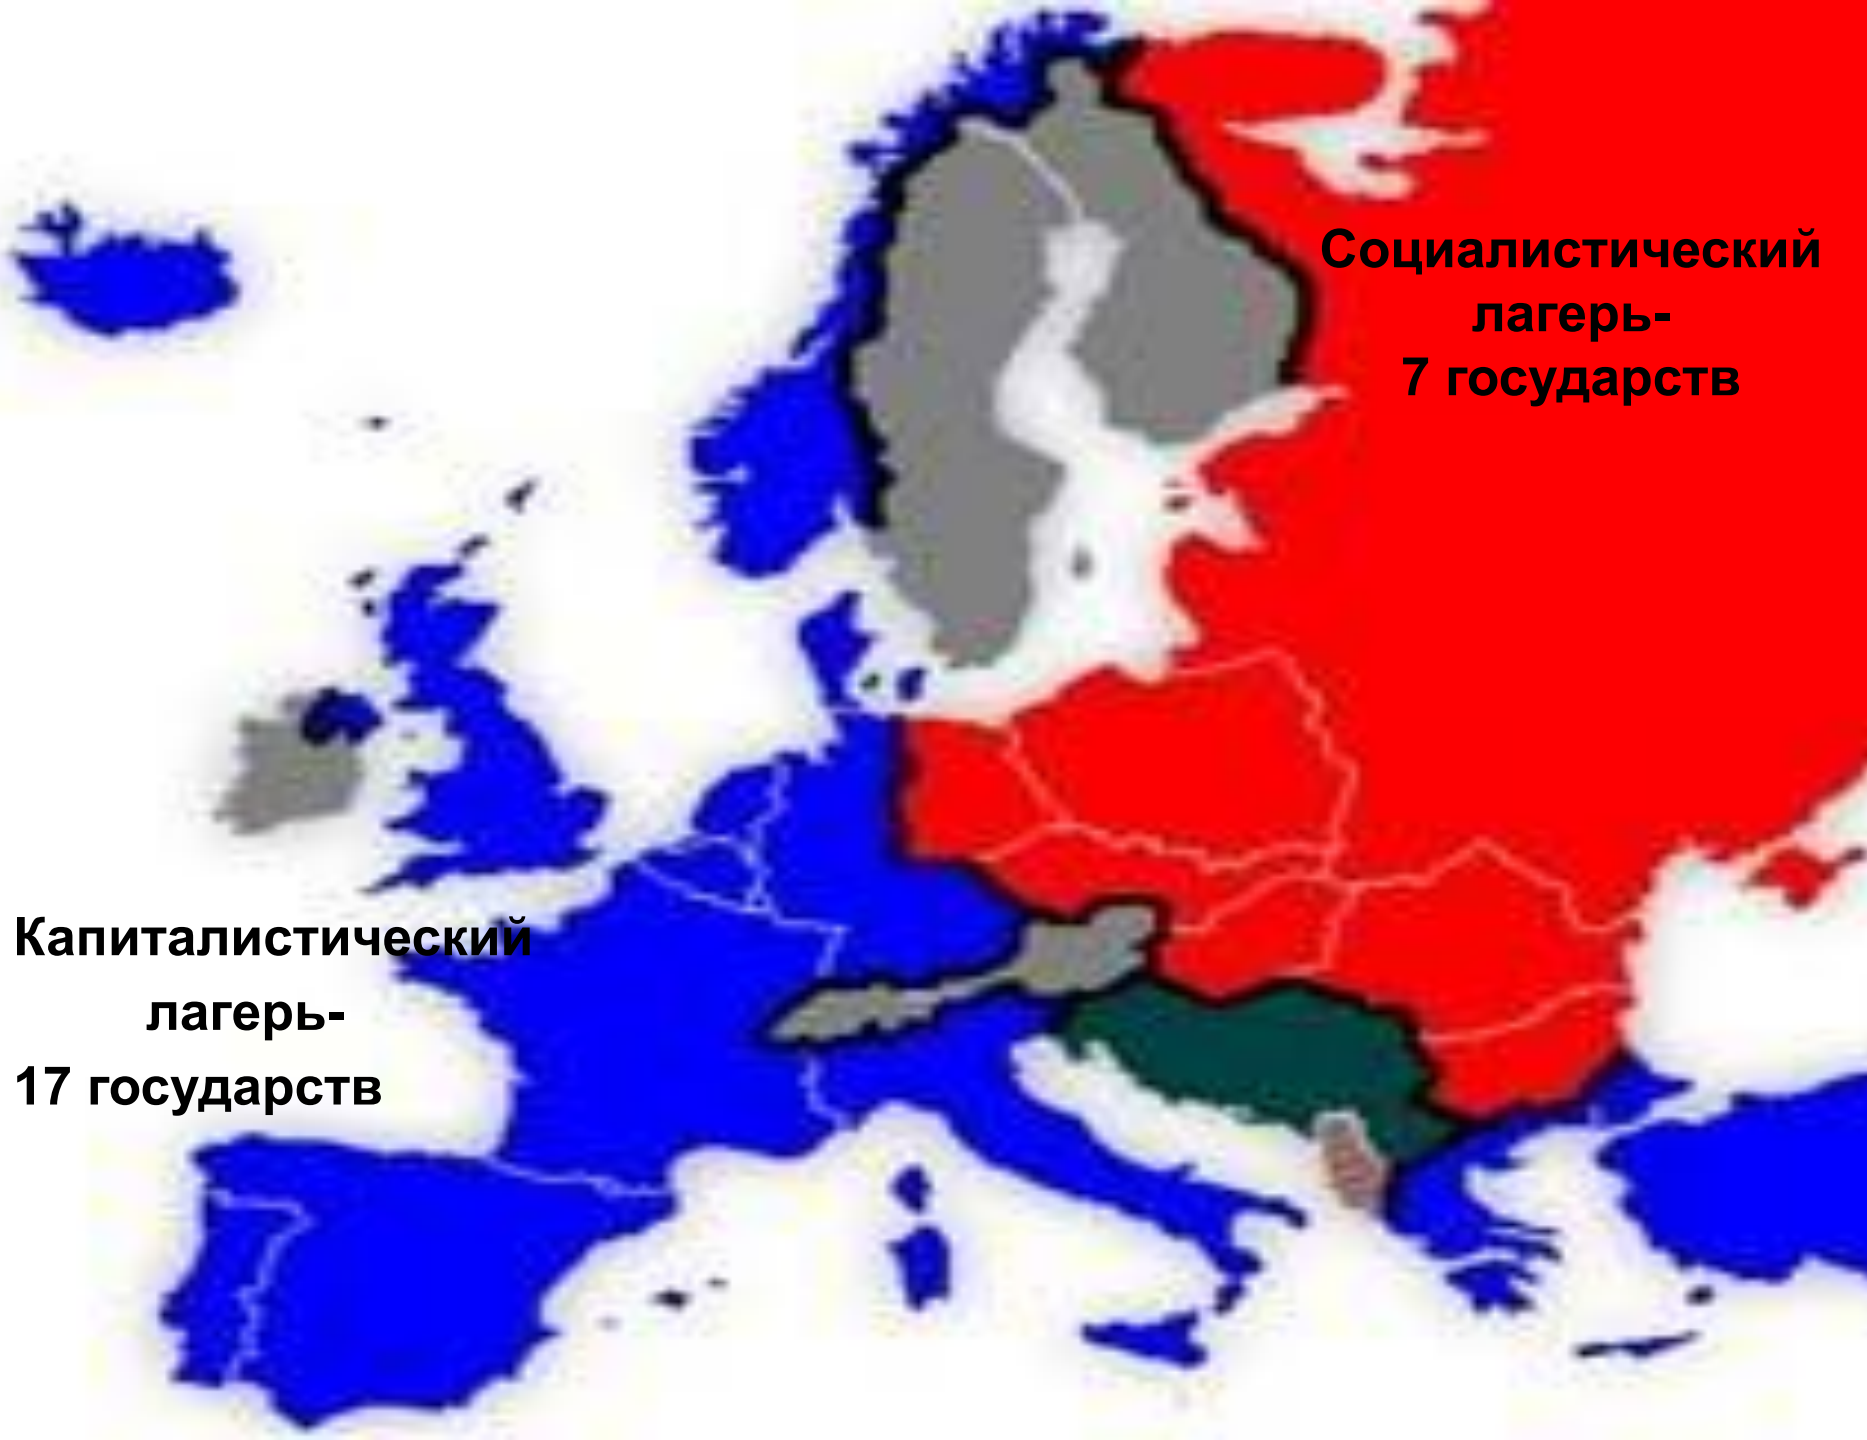 Социалистический
лагерь-
7 государств
Капиталистический
лагерь-
17 государств